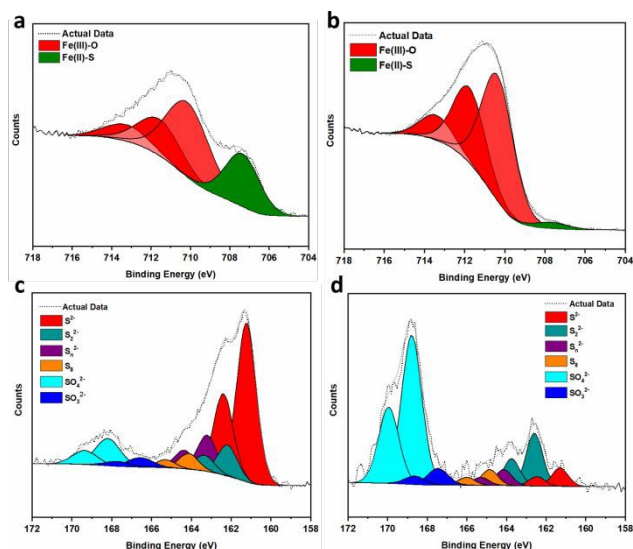 a
Actual Data
Fe(III)-O
Fe(II)-S
Counts
718 716 714 712 710 708 706 704
Binding Energy (eV)
b
Actual Data
Fe(III)-O
Fe(II)-S
Counts
718 716 714 712 710 708 706 704
Binding Energy (eV)
c
Actual Data
S²⁻
S₂²⁻
Sₙ²⁻
S₈
SO₄²⁻
SO₃²⁻
Counts
172 170 168 166 164 162 160 158
Binding Energy (eV)
d
Actual Data
S²⁻
S₂²⁻
Sₙ²⁻
S₈
SO₄²⁻
SO₃²⁻
Counts
172 170 168 166 164 162 160 158
Binding Energy (eV)